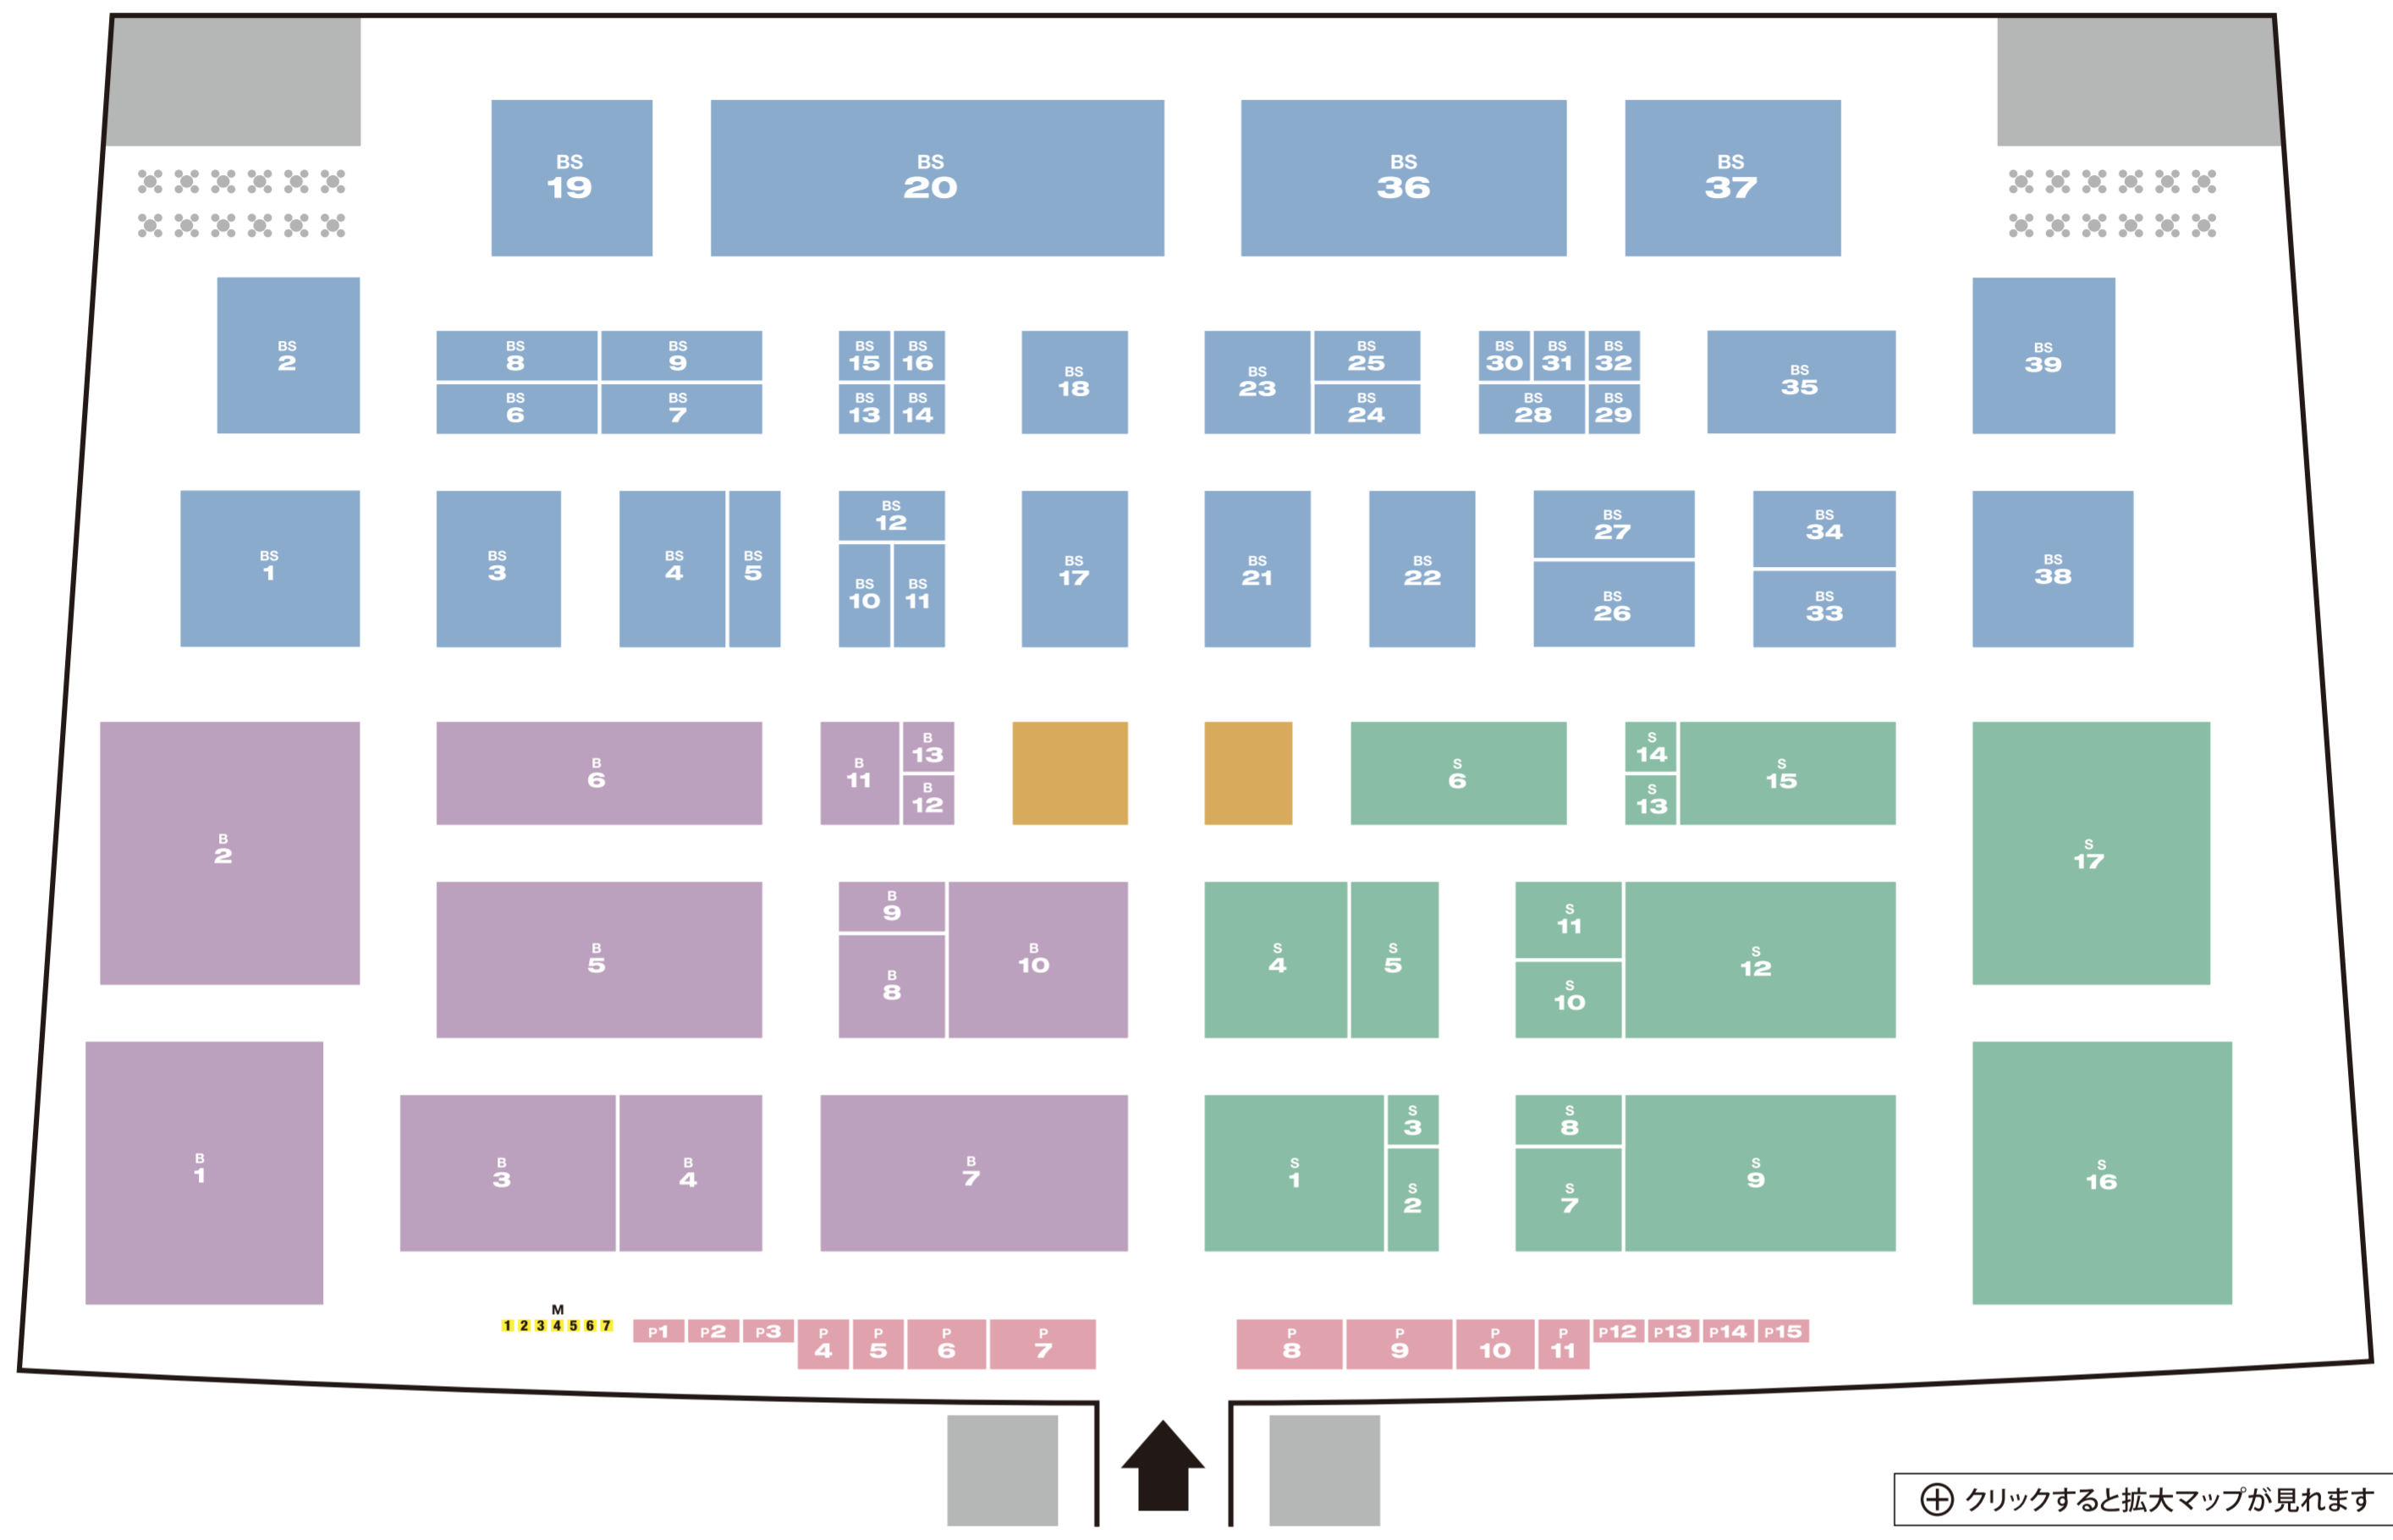 BS
19
BS
20
BS
36
BS
37
BS
2
BS
8
BS
9
BS
6
BS
7
BS
15
BS
16
BS
13
BS
14
BS
18
BS
23
BS
25
BS
24
BS
30
BS
31
BS
32
BS
28
BS
29
BS
35
BS
39
BS
1
BS
3
BS
4
BS
5
BS
12
BS
10
BS
11
BS
17
BS
21
BS
22
BS
27
BS
26
BS
34
BS
33
BS
38
B
2
B
6
B
11
B
13
B
12
S
6
S
14
S
13
S
15
S
17
B
5
B
9
B
8
B
10
S
4
S
5
S
11
S
10
S
12
B
1
B
3
B
4
B
7
S
1
S
3
S
2
S
8
S
7
S
9
S
16
M
1 2 3 4 5 6 7
P1
P2
P3
P
4
P
5
P
6
P
7
P
8
P
9
P
10
P
11
P12
P13
P14
P15
クリックすると拡大マップが見れます